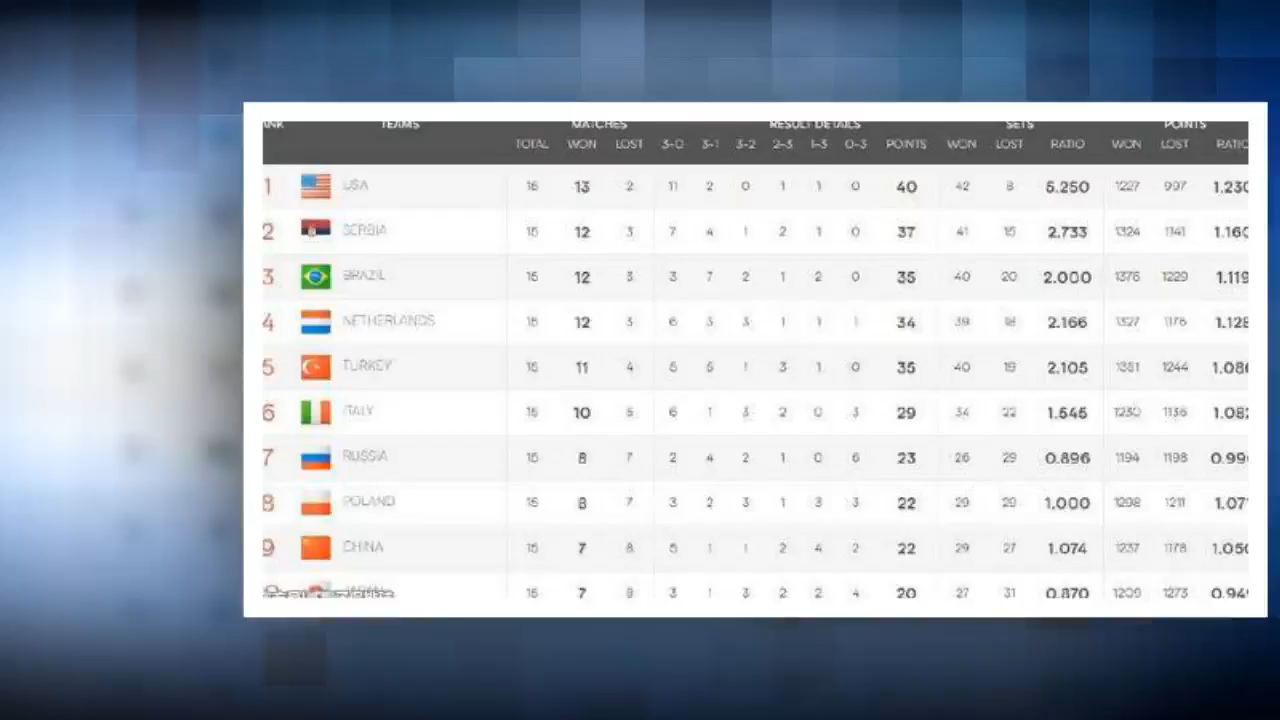 TEAMS MATCHES RESULT DETAILS SETS POINTS
TOTAL WON LOST 3-0 3-1 3-2 2-3 1-3 0-3 POINTS WON LOST RATIO WON LOST RATIO
1 USA 15 13 2 11 2 0 1 1 0 40 42 8 5.250 1227 997 1.230
2 SERBIA 15 12 3 7 4 1 2 1 0 37 41 15 2.733 1324 1141 1.160
3 BRAZIL 15 12 3 3 7 2 1 2 0 35 40 20 2.000 1376 1229 1.119
4 NETHERLANDS 15 12 3 6 3 3 1 1 1 34 39 18 2.166 1327 1176 1.128
5 TURKEY 15 11 4 5 5 1 3 1 0 35 40 19 2.105 1351 1244 1.086
6 ITALY 15 10 5 6 1 3 2 0 3 29 34 22 1.545 1230 1136 1.082
7 RUSSIA 15 8 7 2 4 2 1 0 6 23 26 29 0.896 1194 1198 0.99
8 POLAND 15 8 7 3 2 3 1 3 3 22 29 29 1.000 1298 1211 1.07
9 CHINA 15 7 8 5 1 1 2 4 2 22 29 27 1.074 1237 1178 1.050
JAPAN 15 7 8 3 1 3 2 2 4 20 27 31 0.870 1209 1273 0.94